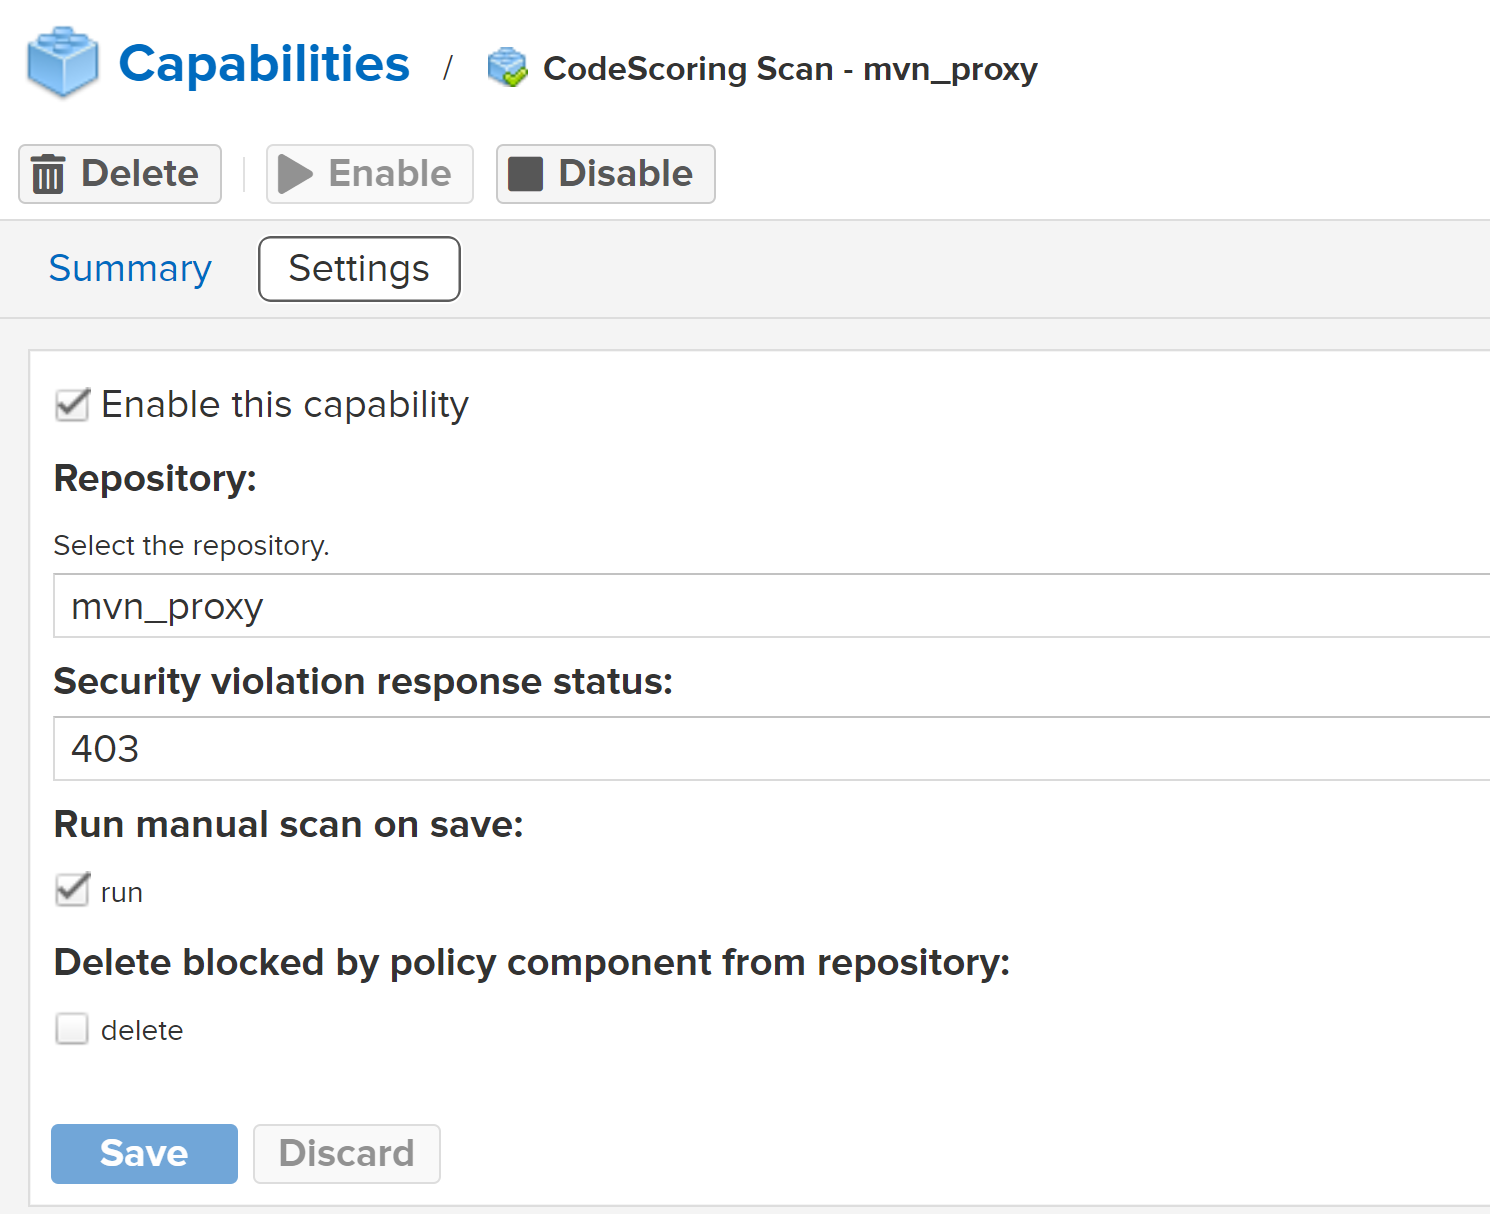 Capabilities / CodeScoring Scan - mvn_proxy
Delete Enable Disable
Summary Settings
Enable this capability
Repository:
Select the repository.
mvn_proxy
Security violation response status:
403
Run manual scan on save:
run
Delete blocked by policy component from repository:
delete
Save Discard